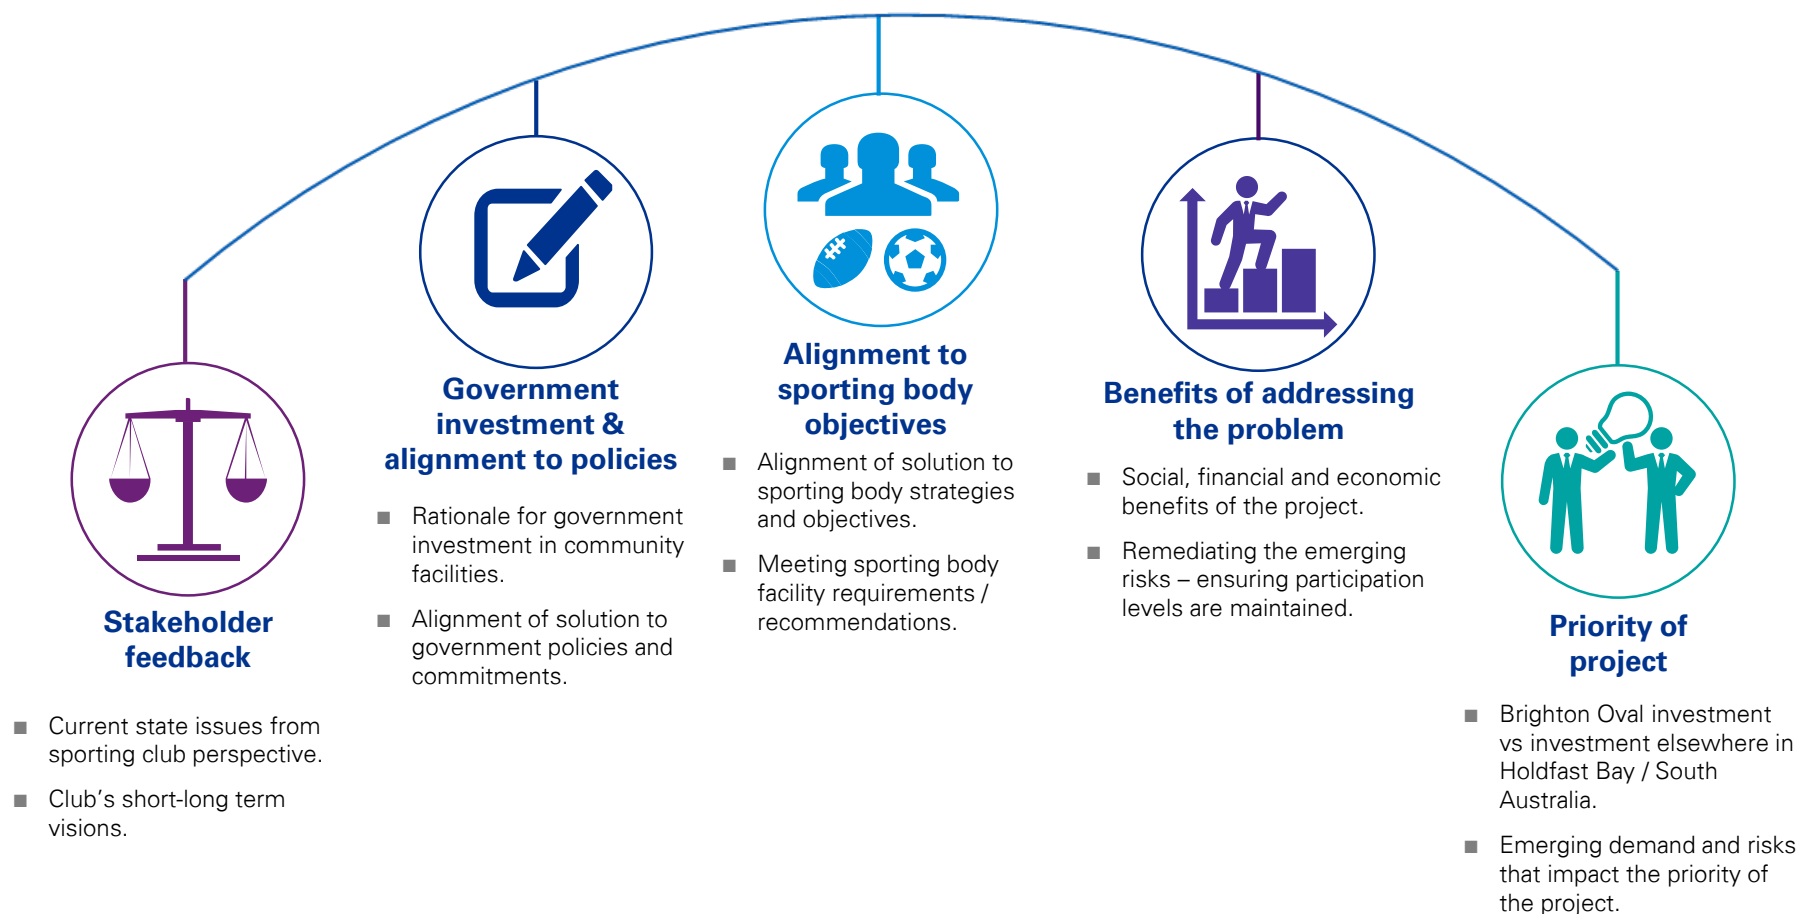 Stakeholder
feedback
■ Current state issues from
sporting club perspective.
■ Club’s short-long term
visions.
Government
investment &
alignment to policies
■ Rationale for government
investment in community
facilities.
■ Alignment of solution to
government policies and
commitments.
Alignment to
sporting body
objectives
■ Alignment of solution to
sporting body strategies
and objectives.
■ Meeting sporting body
facility requirements /
recommendations.
Benefits of addressing
the problem
■ Social, financial and economic
benefits of the project.
■ Remediating the emerging
risks – ensuring participation
levels are maintained.
Priority of
project
■ Brighton Oval investment
vs investment elsewhere in
Holdfast Bay / South
Australia.
■ Emerging demand and risks
that impact the priority of
the project.